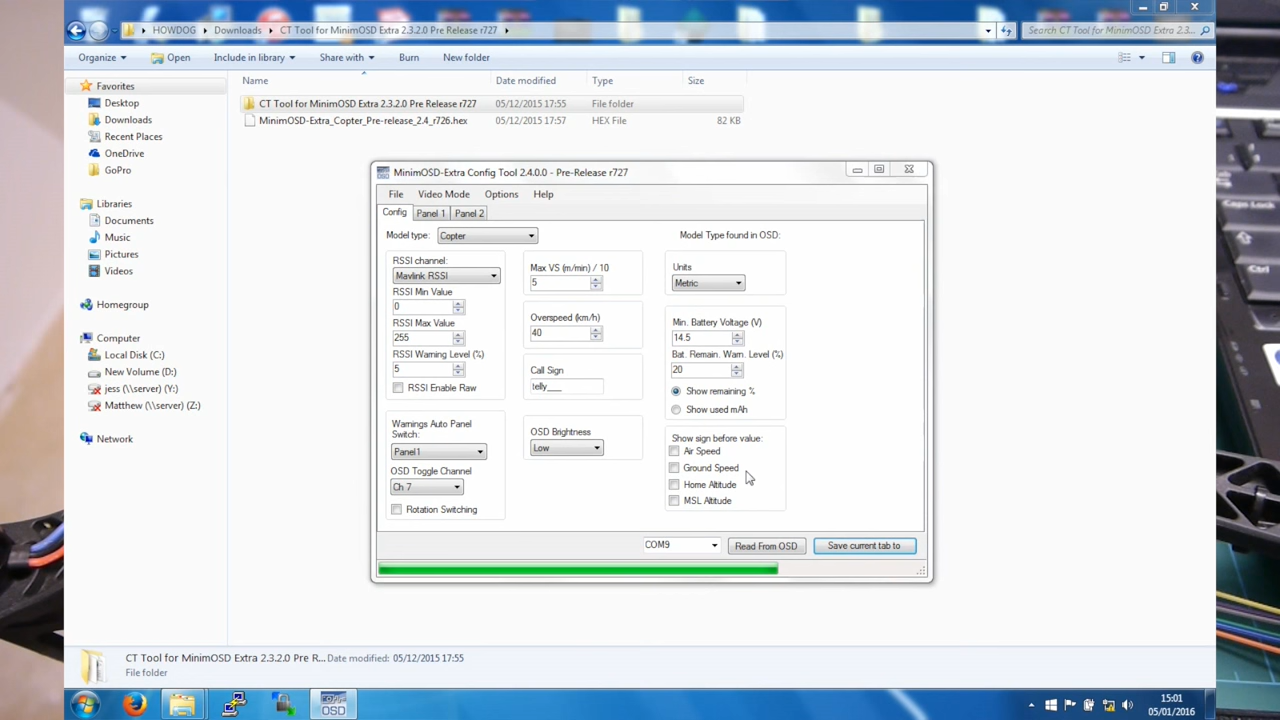 HOWDOG ▸ Downloads ▸ CT Tool for MinimOSD Extra 2.3.2.0 Pre Release r727 ▸
Search CT Tool for MinimOSD Extra 2.3...
Organize ▾ Open Include in library ▾ Share with ▾ Burn New folder
Favorites
Desktop
Downloads
Recent Places
OneDrive
GoPro
Libraries
Documents
Music
Pictures
Videos
Homegroup
Computer
Local Disk (C:)
New Volume (D:)
jess (\\server) (Y:)
Matthew (\\server) (Z:)
Network
Name Date modified Type Size
CT Tool for MinimOSD Extra 2.3.2.0 Pre Release r727 05/12/2015 17:55 File folder
MinimOSD-Extra_Copter_Pre-release_2.4_r726.hex 05/12/2015 17:57 HEX File 82 KB
MinimOSD-Extra Config Tool 2.4.0.0 - Pre-Release r727
File Video Mode Options Help
Config Panel 1 Panel 2
Model type: Copter
Model Type found in OSD:
RSSI channel:
Mavlink RSSI
RSSI Min Value
0
RSSI Max Value
255
RSSI Warning Level (%)
5
RSSI Enable Raw
Warnings Auto Panel
Switch:
Panel1
OSD Toggle Channel
Ch 7
Rotation Switching
Max VS (m/min) / 10
5
Overspeed (km/h)
40
Call Sign
telly___
OSD Brightness
Low
Units
Metric
Min. Battery Voltage (V)
14.5
Bat. Remain. Warn. Level (%)
20
Show remaining %
Show used mAh
Show sign before value:
Air Speed
Ground Speed
Home Altitude
MSL Altitude
COM9 Read From OSD Save current tab to
CT Tool for MinimOSD Extra 2.3.2.0 Pre R... Date modified: 05/12/2015 17:55
File folder
OSD
15:01
05/01/2016
Caps Lock